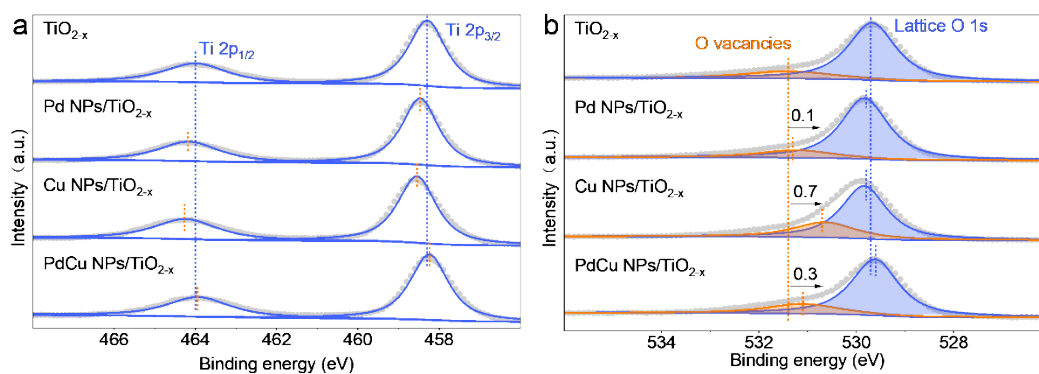 a
TiO2-x
Ti 2p1/2
Ti 2p3/2
Pd NPs/TiO2-x
Cu NPs/TiO2-x
PdCu NPs/TiO2-x
Intensity (a.u.)
466
464
462
460
458
Binding energy (eV)
b
TiO2-x
O vacancies
Lattice O 1s
Pd NPs/TiO2-x
0.1
Cu NPs/TiO2-x
0.7
PdCu NPs/TiO2-x
0.3
Intensity (a.u.)
534
532
530
528
Binding energy (eV)